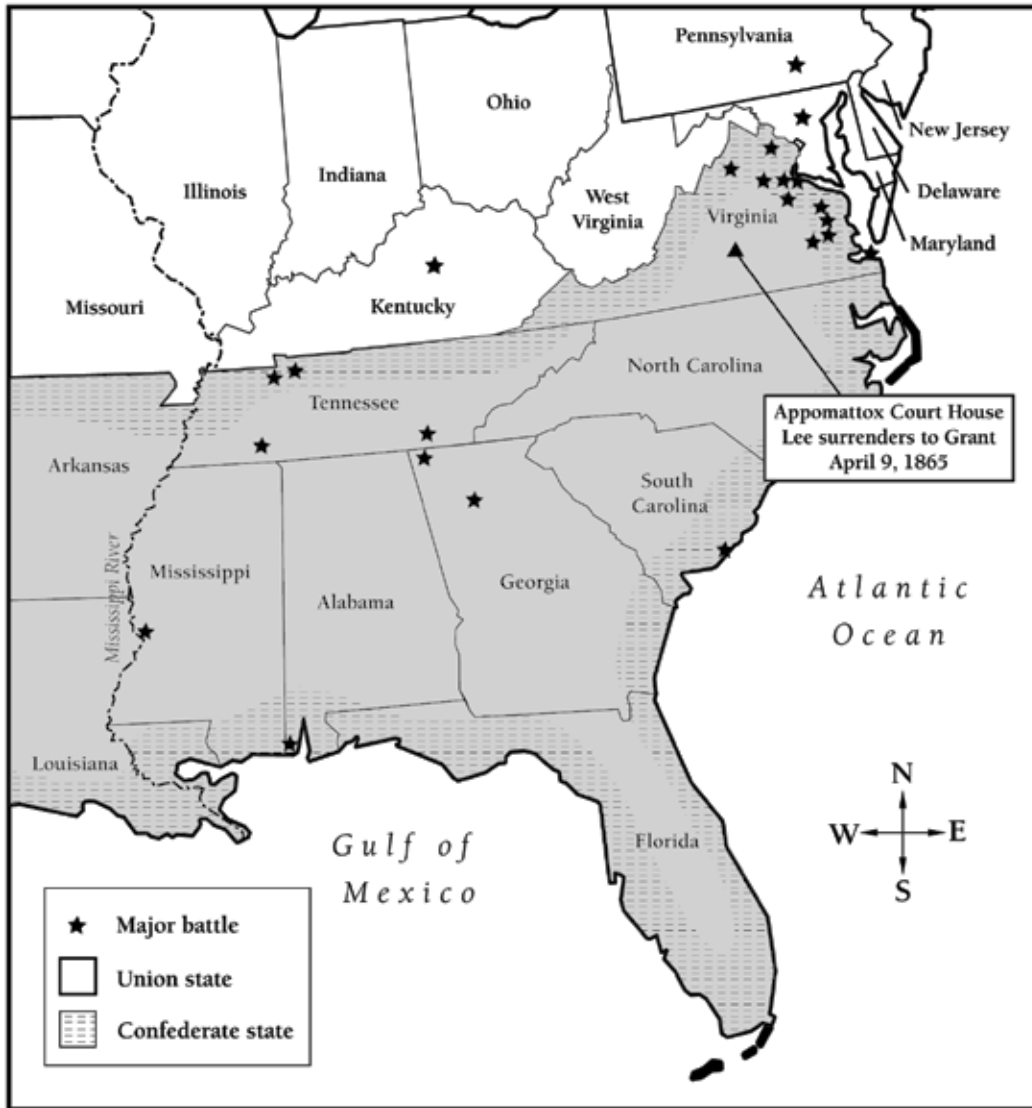 Pennsylvania
Ohio
New Jersey
Indiana
Illinois
West
Virginia
Delaware
Virginia
Maryland
Missouri
Kentucky
North Carolina
Tennessee
Appomattox Court House
Lee surrenders to Grant
April 9, 1865
Arkansas
South
Carolina
Mississippi River
Mississippi
Alabama
Georgia
Atlantic
Ocean
Louisiana
N
W
E
S
Gulf of
Mexico
Florida
Major battle
Union state
Confederate state